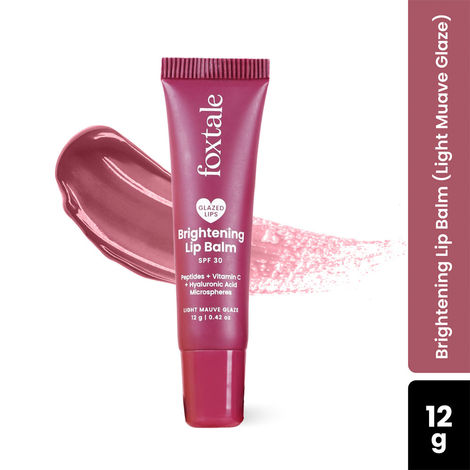 foxtale
GLAZED
LIPS
Brightening
Lip Balm
SPF 30
Peptides + Vitamin C
+ Hyaluronic Acid
Microspheres
LIGHT MAUVE GLAZE
12 g | 0.42 oz
Brightening Lip Balm (Light Muave Glaze)
12
g